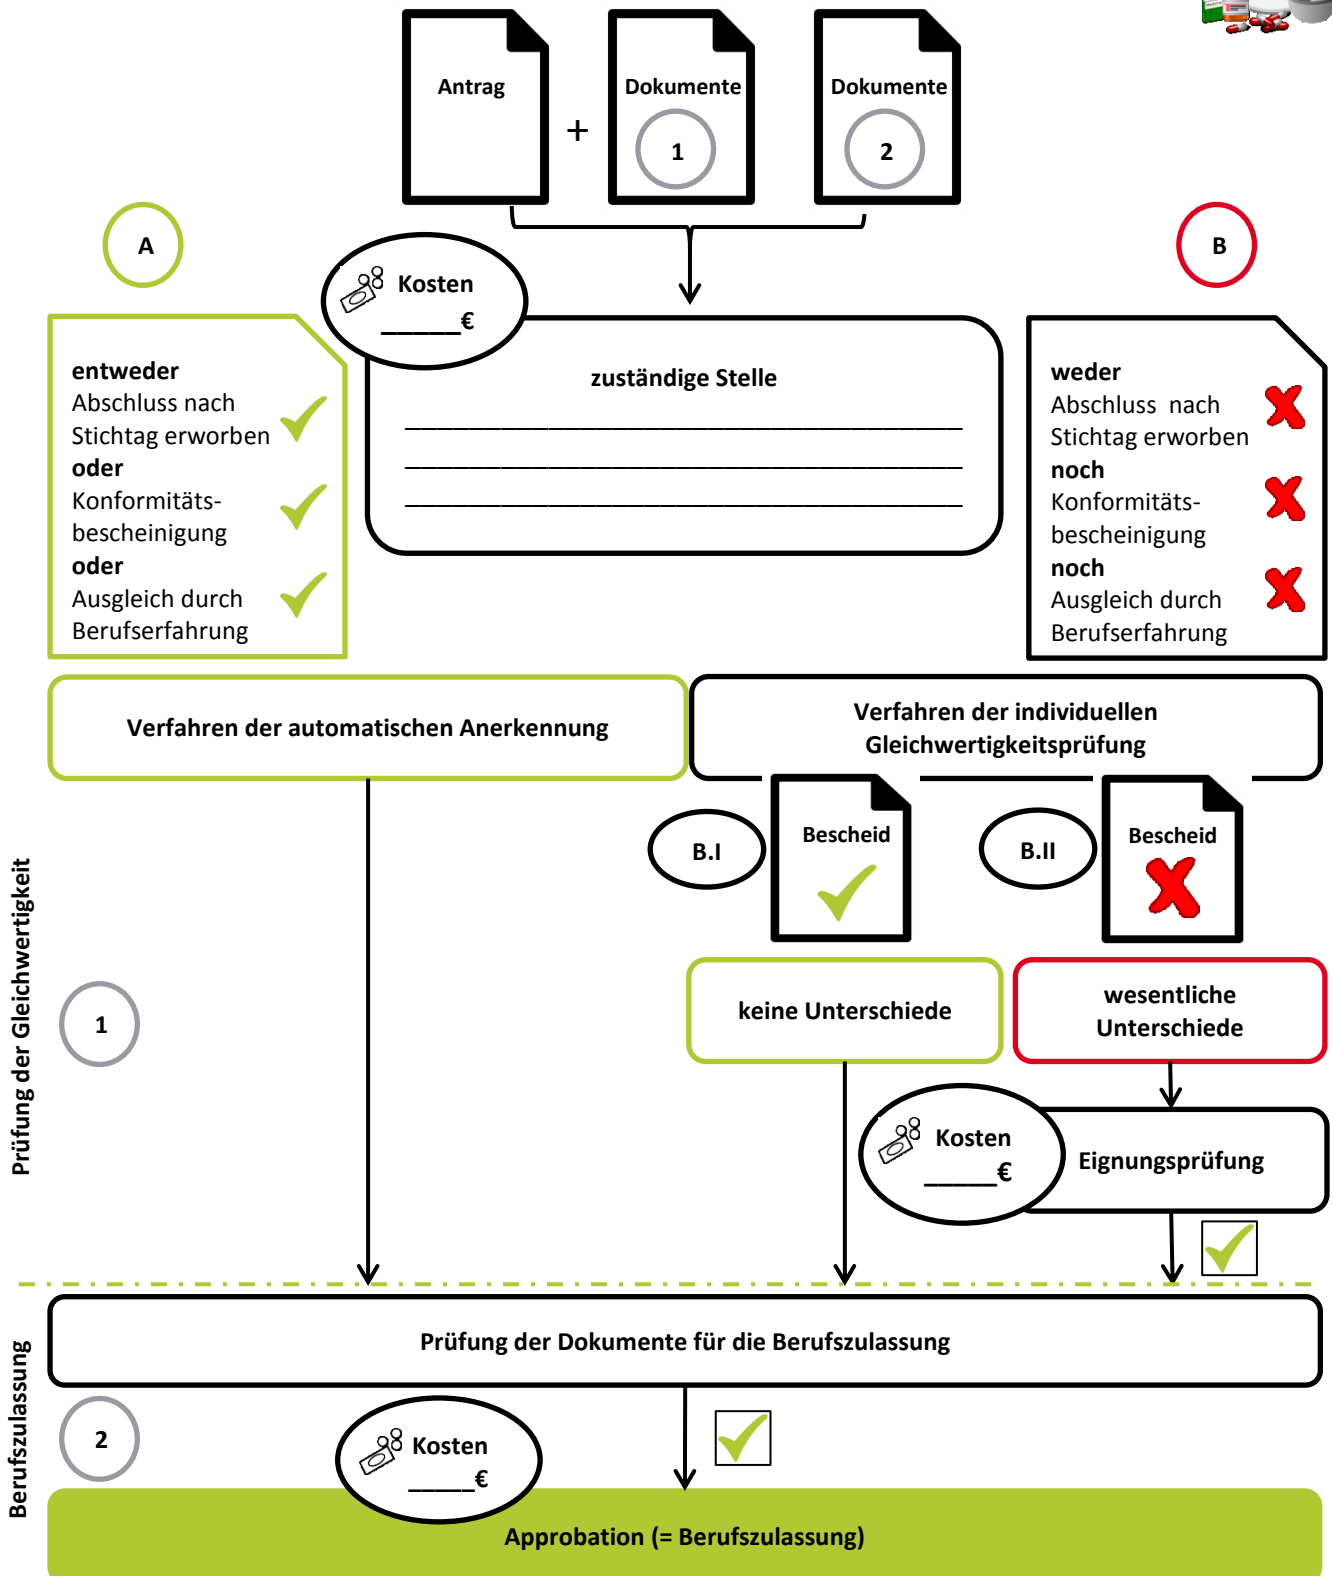 Antrag
+
Dokumente
1
Dokumente
2
A
B
Kosten
_____€
zuständige Stelle
entweder
Abschluss nach
Stichtag erworben
oder
Konformitäts-
bescheinigung
oder
Ausgleich durch
Berufserfahrung
weder
Abschluss nach
Stichtag erworben
noch
Konformitäts-
bescheinigung
noch
Ausgleich durch
Berufserfahrung
Verfahren der automatischen Anerkennung
Verfahren der individuellen
Gleichwertigkeitsprüfung
B.I
Bescheid
B.II
Bescheid
Prüfung der Gleichwertigkeit
1
keine Unterschiede
wesentliche
Unterschiede
Kosten
_____€
Eignungsprüfung
Berufszulassung
Prüfung der Dokumente für die Berufszulassung
2
Kosten
_____€
Approbation (= Berufszulassung)